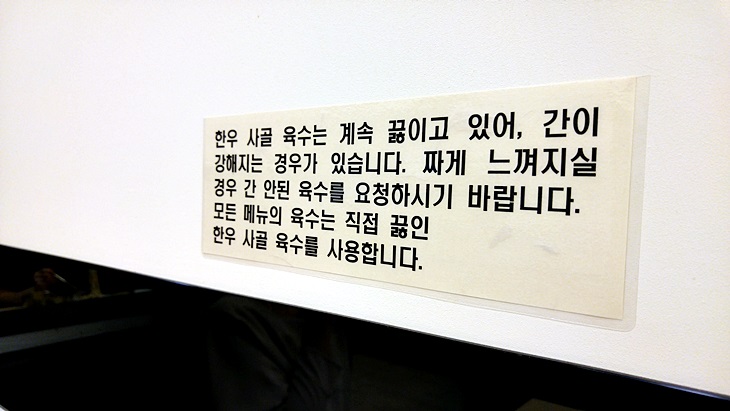 한우 사골 육수는 계속 끓이고 있어, 간이
강해지는 경우가 있습니다. 짜게 느껴지실
경우 간 안된 육수를 요청하시기 바랍니다.
모든 메뉴의 육수는 직접 끓인
한우 사골 육수를 사용합니다.